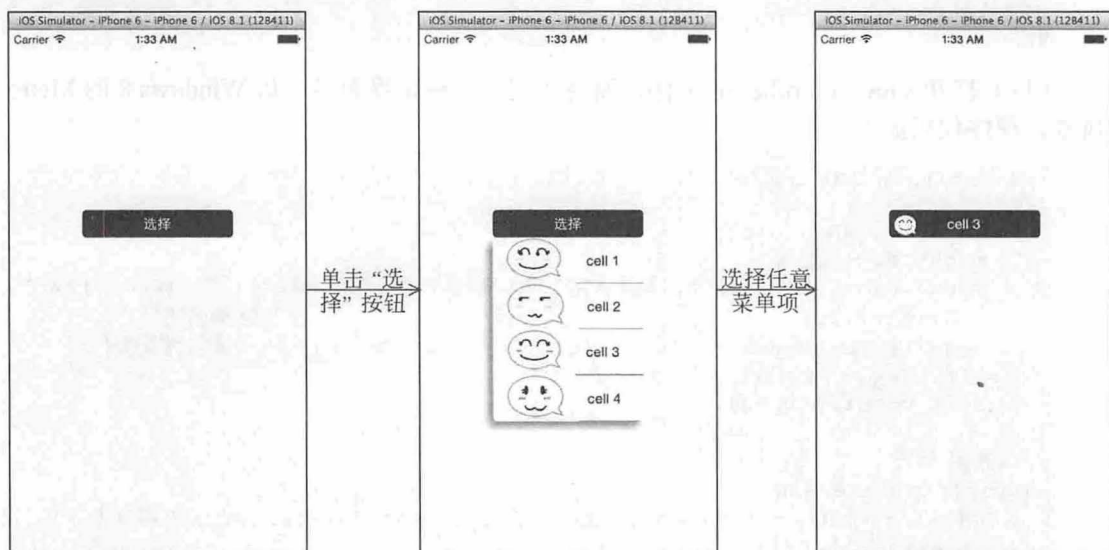 iOS Simulator – iPhone 6 – iPhone 6 / iOS 8.1 (12B411)
Carrier
1:33 AM
选择
单击“选
择”按钮
iOS Simulator – iPhone 6 – iPhone 6 / iOS 8.1 (12B411)
Carrier
1:33 AM
选择
cell 1
cell 2
cell 3
cell 4
选择任意
菜单项
iOS Simulator – iPhone 6 – iPhone 6 / iOS 8.1 (12B411)
Carrier
1:33 AM
cell 3